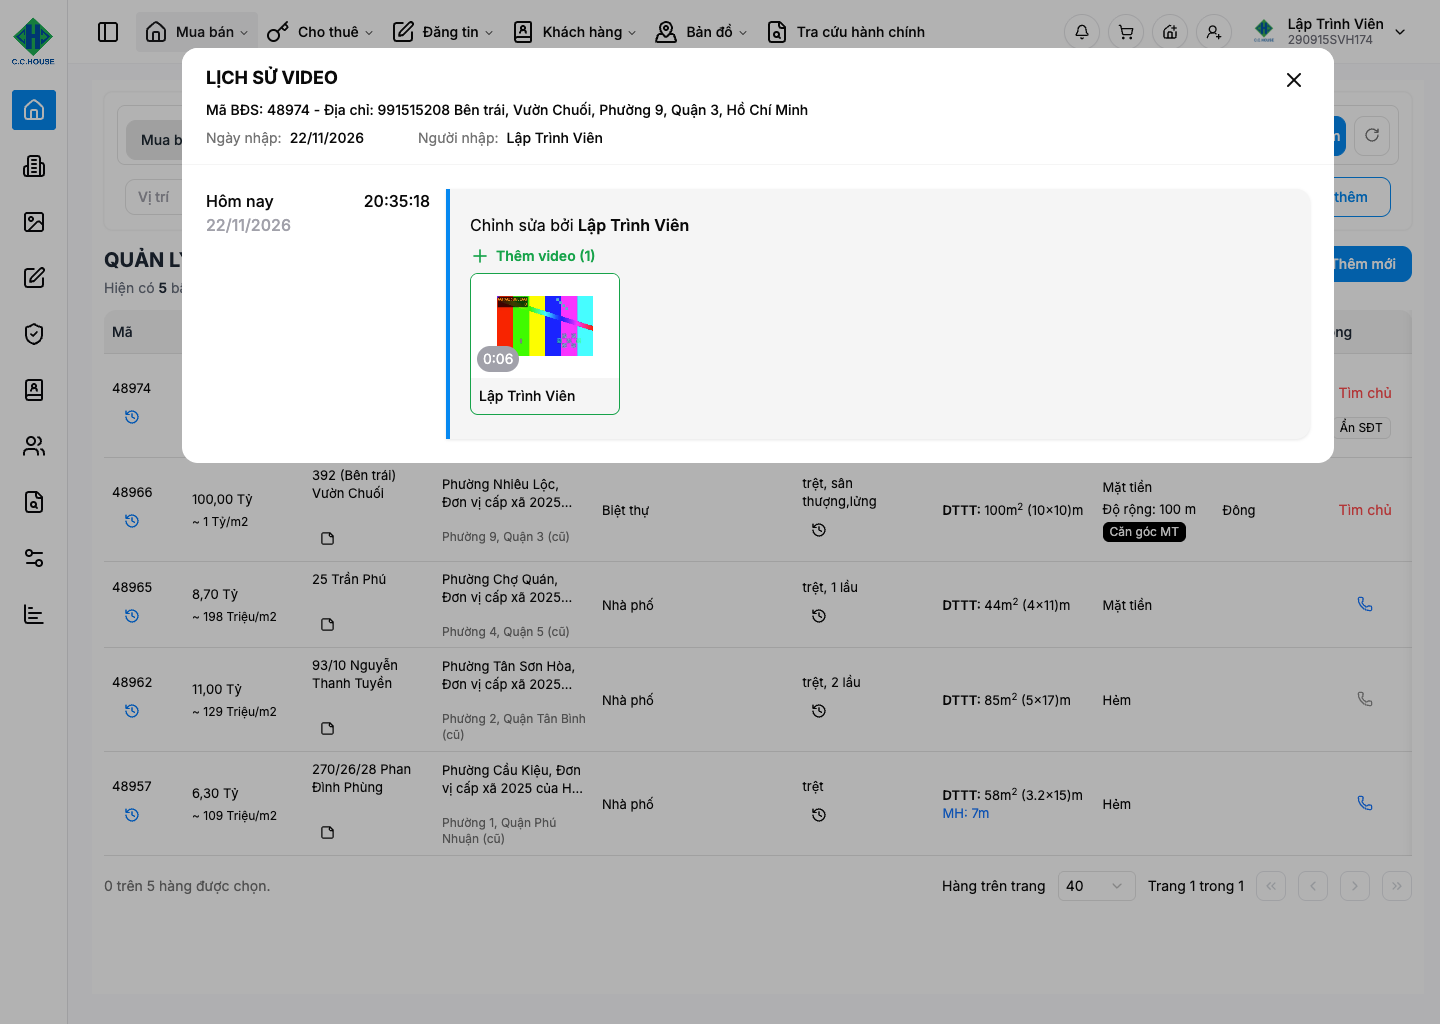 C.C.HOUSE
Mua bán
Cho thuê
Đăng tin
Khách hàng
Bản đồ
Tra cứu hành chính
Lập Trình Viên
290915SVH174
LỊCH SỬ VIDEO
Mã BĐS: 48974 - Địa chỉ: 991515208 Bên trái, Vườn Chuối, Phường 9, Quận 3, Hồ Chí Minh
Ngày nhập: 22/11/2026 Người nhập: Lập Trình Viên
Hôm nay 20:35:18
22/11/2026
Chỉnh sửa bởi Lập Trình Viên
Thêm video (1)
0:06
Lập Trình Viên
Mua b
Vị trí
thêm
QUẢN LÝ
Thêm mới
Hiện có 5 bấ
Mã
ng
48974
Tìm chủ
Ẩn SĐT
48966
100,00 Tỷ
~ 1 Tỷ/m2
392 (Bên trái)
Vườn Chuối
Phường Nhiêu Lộc,
Đơn vị cấp xã 2025...
Phường 9, Quận 3 (cũ)
Biệt thự
trệt, sân
thượng,lửng
DTTT: 100m2 (10x10)m
Mặt tiền
Độ rộng: 100 m
Căn góc MT
Đông
Tìm chủ
48965
8,70 Tỷ
~ 198 Triệu/m2
25 Trần Phú
Phường Chợ Quán,
Đơn vị cấp xã 2025...
Phường 4, Quận 5 (cũ)
Nhà phố
trệt, 1 lầu
DTTT: 44m2 (4x11)m
Mặt tiền
48962
11,00 Tỷ
~ 129 Triệu/m2
93/10 Nguyễn
Thanh Tuyền
Phường Tân Sơn Hòa,
Đơn vị cấp xã 2025...
Phường 2, Quận Tân Bình
(cũ)
Nhà phố
trệt, 2 lầu
DTTT: 85m2 (5x17)m
Hẻm
48957
6,30 Tỷ
~ 109 Triệu/m2
270/26/28 Phan
Đình Phùng
Phường Cầu Kiệu, Đơn
vị cấp xã 2025 của H...
Phường 1, Quận Phú
Nhuận (cũ)
Nhà phố
trệt
DTTT: 58m2 (3.2x15)m
MH: 7m
Hẻm
0 trên 5 hàng được chọn.
Hàng trên trang 40 Trang 1 trong 1